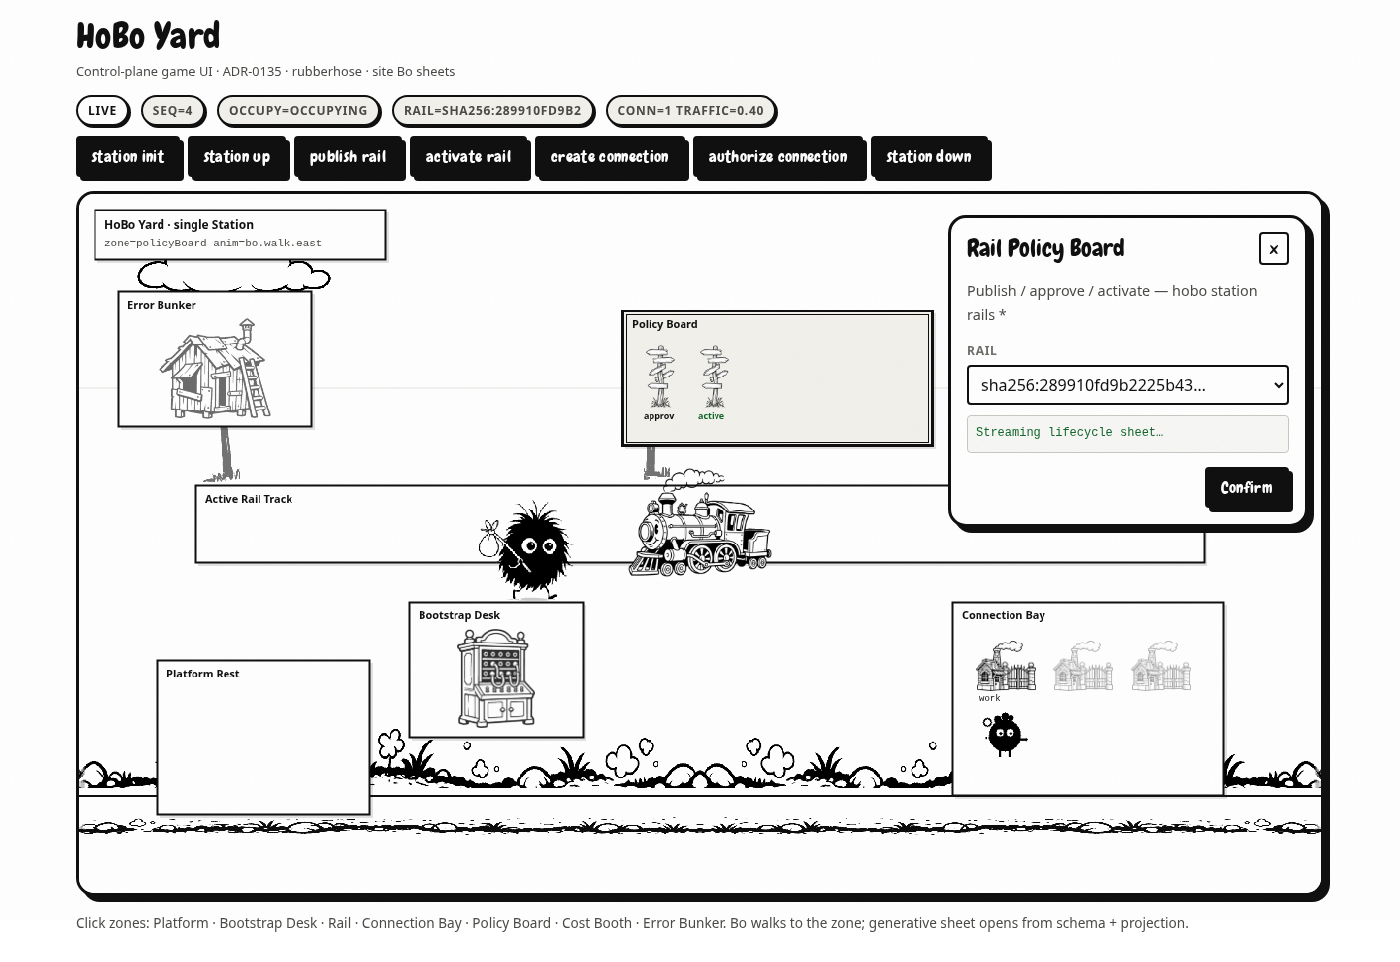 HoBo Yard
Control-plane game UI · ADR-0135 · rubberhose · site Bo sheets
LIVE
SEQ=4
OCCUPY=OCCUPYING
RAIL=SHA256:289910FD9B2
CONN=1 TRAFFIC=0.40
station init
station up
publish rail
activate rail
create connection
authorize connection
station down
HoBo Yard · single Station
zone=policyBoard anim=bo.walk.east
Error Bunker
Policy Board
approv
active
Rail Policy Board
x
Publish / approve / activate — hobo station
rails *
RAIL
sha256:289910fd9b2225b43...
Streaming lifecycle sheet…
Confirm
Active Rail Track
Bootstrap Desk
Connection Bay
work
Platform Rest
Click zones: Platform · Bootstrap Desk · Rail · Connection Bay · Policy Board · Cost Booth · Error Bunker. Bo walks to the zone; generative sheet opens from schema + projection.